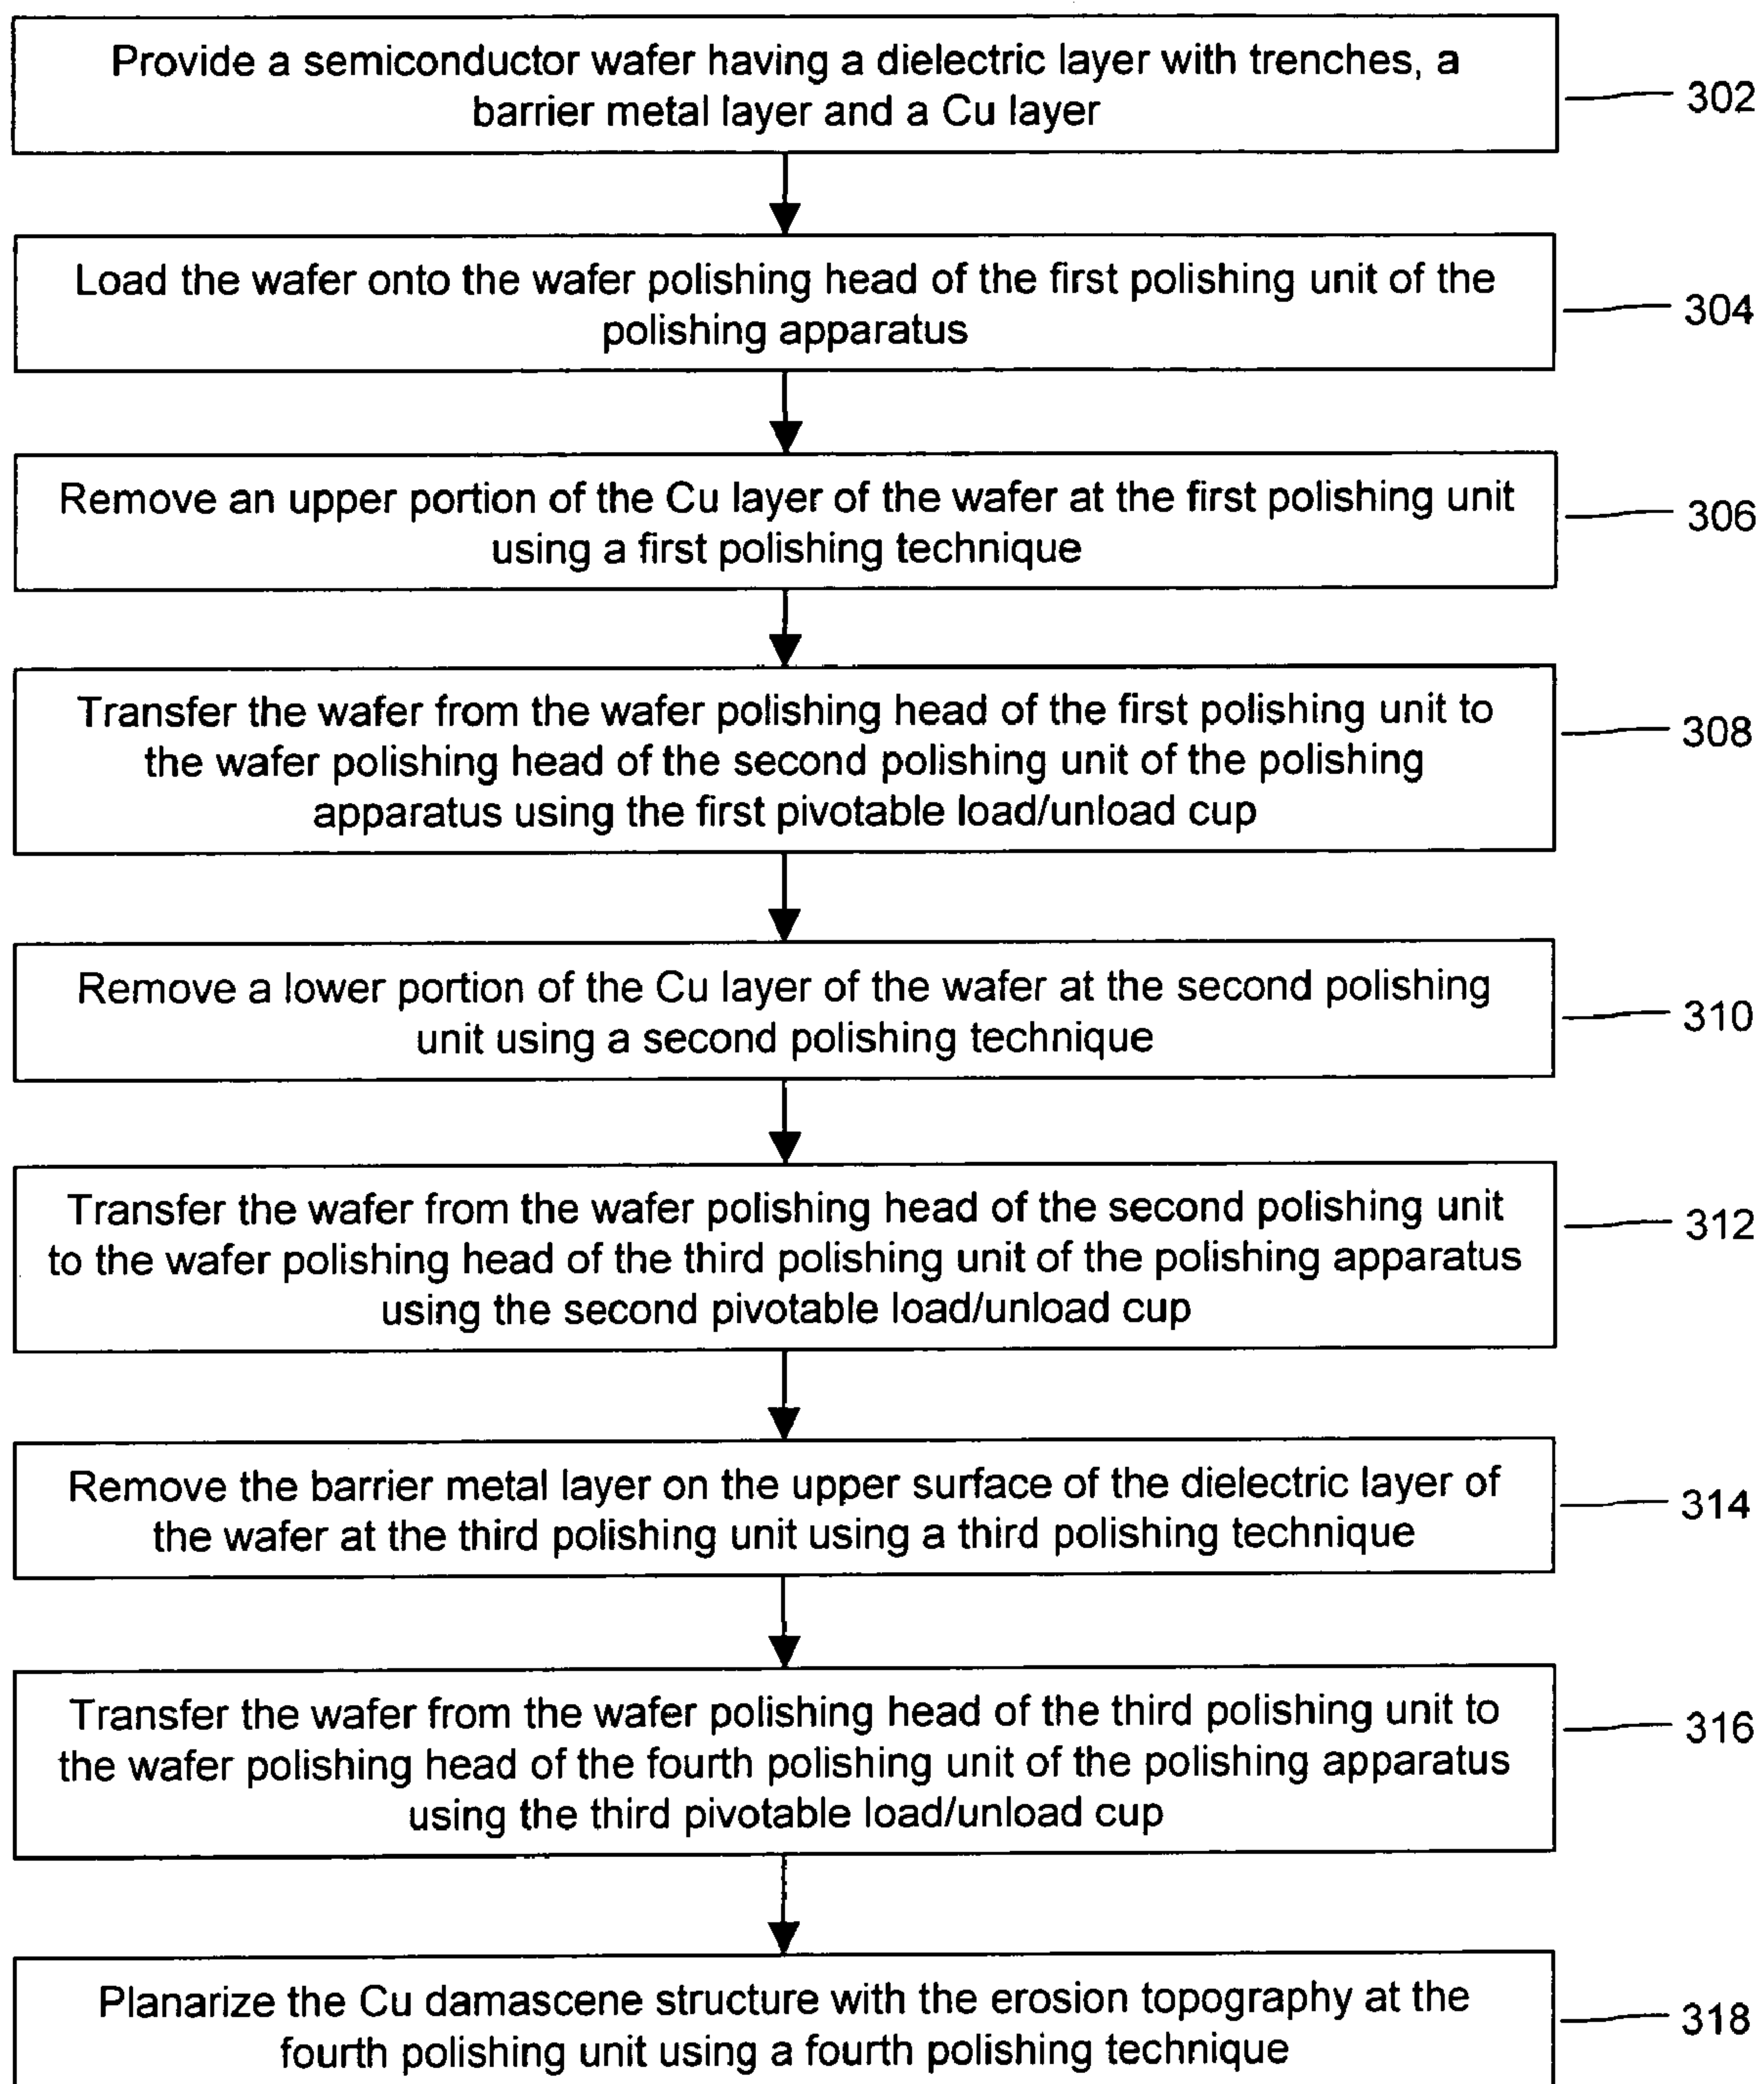 Provide a semiconductor wafer having a dielectric layer with trenches, a
barrier metal layer and a Cu layer
302
Load the wafer onto the wafer polishing head of the first polishing unit of the
polishing apparatus
304
Remove an upper portion of the Cu layer of the wafer at the first polishing unit
using a first polishing technique
306
Transfer the wafer from the wafer polishing head of the first polishing unit to
the wafer polishing head of the second polishing unit of the polishing
apparatus using the first pivotable load/unload cup
308
Remove a lower portion of the Cu layer of the wafer at the second polishing
unit using a second polishing technique
310
Transfer the wafer from the wafer polishing head of the second polishing unit
to the wafer polishing head of the third polishing unit of the polishing apparatus
using the second pivotable load/unload cup
312
Remove the barrier metal layer on the upper surface of the dielectric layer of
the wafer at the third polishing unit using a third polishing technique
314
Transfer the wafer from the wafer polishing head of the third polishing unit to
the wafer polishing head of the fourth polishing unit of the polishing apparatus
using the third pivotable load/unload cup
316
Planarize the Cu damascene structure with the erosion topography at the
fourth polishing unit using a fourth polishing technique
318